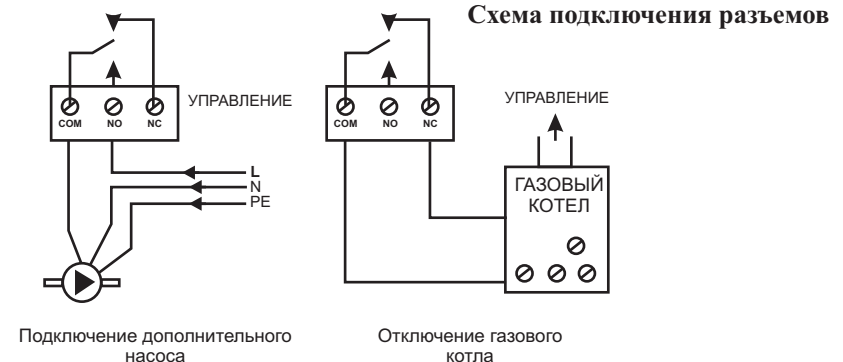 Схема подключения разъемов
УПРАВЛЕНИЕ
COM NO NC
L
N
PE
Подключение дополнительного
насоса
УПРАВЛЕНИЕ
COM NO NC
ГАЗОВЫЙ
КОТЕЛ
Отключение газового
котла